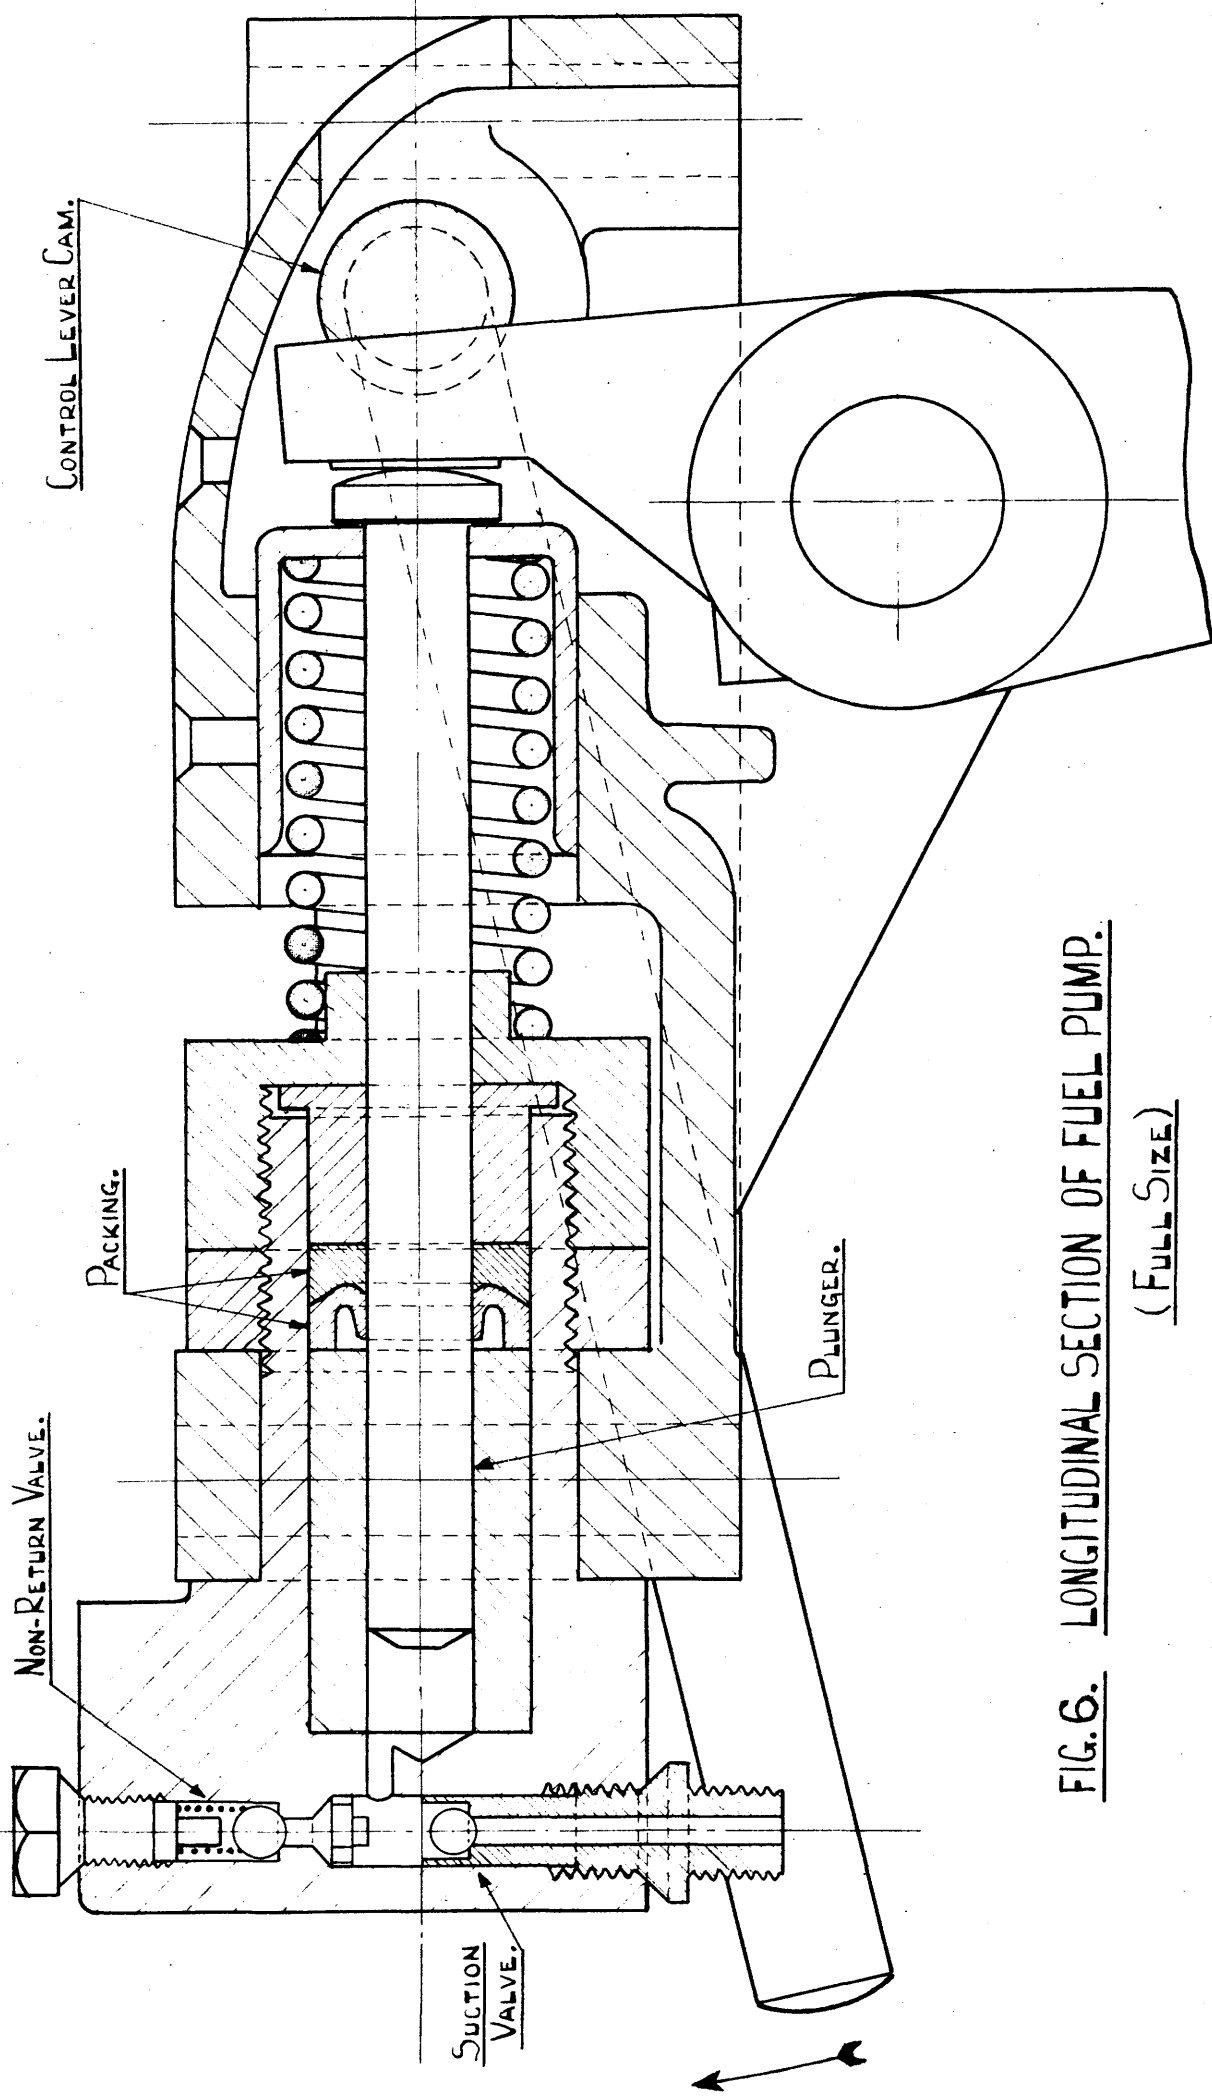 CONTROL LEVER CAM.
PACKING.
NON-RETURN VALVE.
PLUNGER.
SUCTION
VALVE.
FIG. 6. LONGITUDINAL SECTION OF FUEL PUMP.
(FULL SIZE)